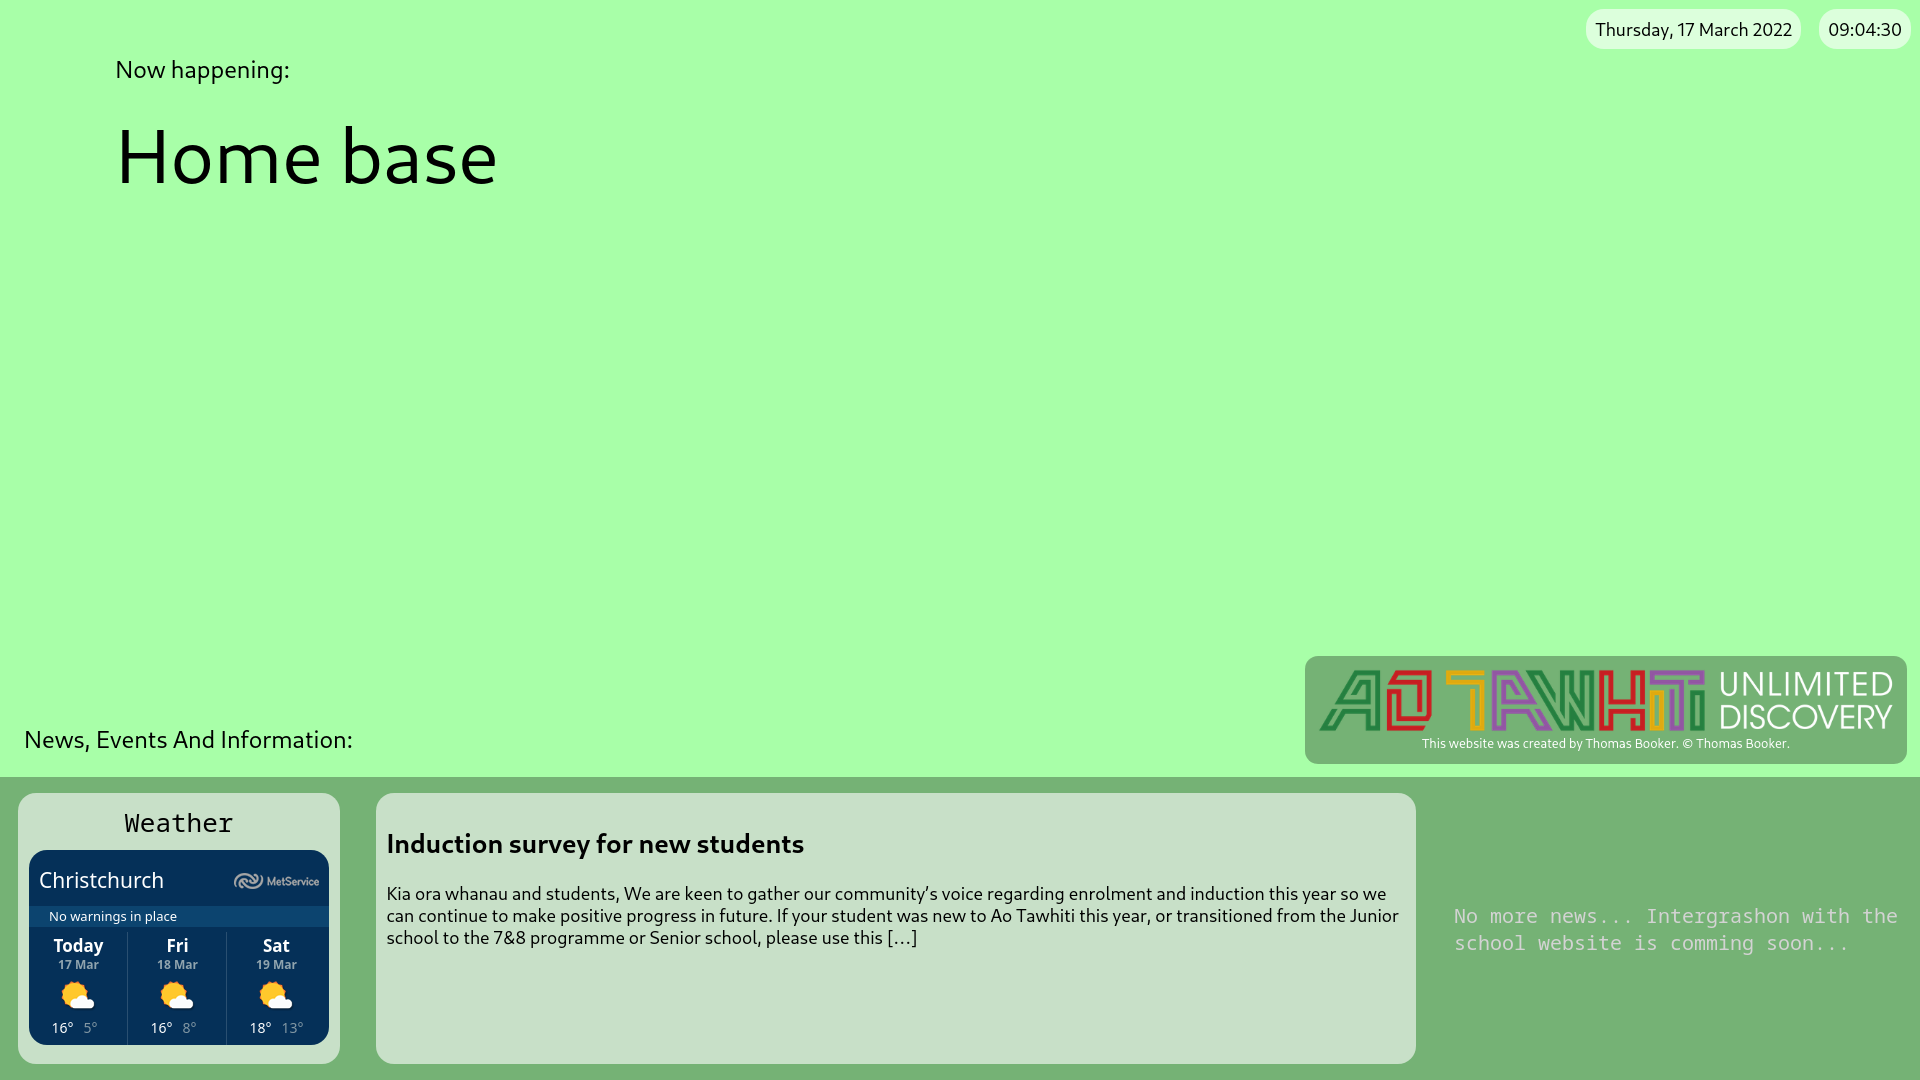 Thursday, 17 March 2022
09:04:30
Now happening:
Home base
AO TAWHITI
UNLIMITED
DISCOVERY
This website was created by Thomas Booker. © Thomas Booker.
News, Events And Information:
Weather
Christchurch
MetService
No warnings in place
Today Fri Sat
17 Mar 18 Mar 19 Mar
16° 5° 16° 8° 18° 13°
Induction survey for new students
Kia ora whanau and students, We are keen to gather our community’s voice regarding enrolment and induction this year so we
can continue to make positive progress in future. If your student was new to Ao Tawhiti this year, or transitioned from the Junior
school to the 7&8 programme or Senior school, please use this […]
No more news... Intergrashon with the
school website is comming soon...